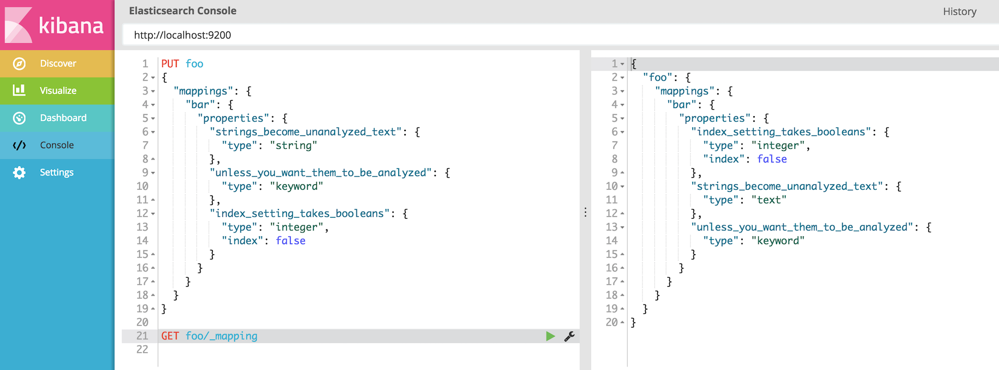 kibana
Discover
Visualize
Dashboard
Console
Settings
Elasticsearch Console
History
http://localhost:9200
1 PUT foo
2 {
3 "mappings": {
4 "bar": {
5 "properties": {
6 "strings_become_unanalyzed_text": {
7 "type": "string"
8 },
9 "unless_you_want_them_to_be_analyzed": {
10 "type": "keyword"
11 },
12 "index_setting_takes_booleans": {
13 "type": "integer",
14 "index": false
15 }
16 }
17 }
18 }
19 }
20
21 GET foo/_mapping
22
1 {
2 "foo": {
3 "mappings": {
4 "bar": {
5 "properties": {
6 "index_setting_takes_booleans": {
7 "type": "integer",
8 "index": false
9 },
10 "strings_become_unanalyzed_text": {
11 "type": "text"
12 },
13 "unless_you_want_them_to_be_analyzed": {
14 "type": "keyword"
15 }
16 }
17 }
18 }
19 }
20 }